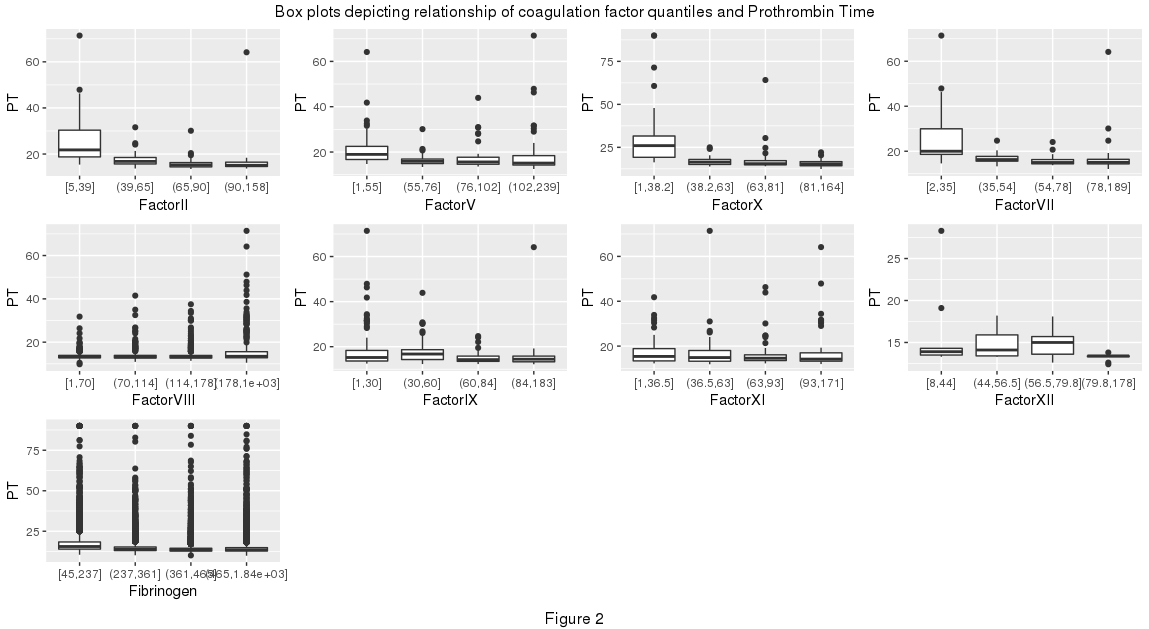 Box plots depicting relationship of coagulation factor quantiles and Prothrombin Time
PT
60
40
20
[5,39] (39,65] (65,90] (90,158]
FactorII
PT
60
40
20
[1,55] (55,76] (76,102] (102,239]
FactorV
PT
75
50
25
[1,38.2] (38.2,63] (63,81] (81,164]
FactorX
PT
60
40
20
[2,35] (35,54] (54,78] (78,189]
FactorVII
PT
60
40
20
[1,70] (70,114] (114,178] (178,1e+03]
FactorVIII
PT
60
40
20
[1,30] (30,60] (60,84] (84,183]
FactorIX
PT
60
40
20
[1,36.5] (36.5,63] (63,93] (93,171]
FactorXI
PT
25
20
15
[8,44] (44,56.5] (56.5,79.8] (79.8,178]
FactorXII
PT
75
50
25
[45,237] (237,361]
Fibrinogen
Figure 2